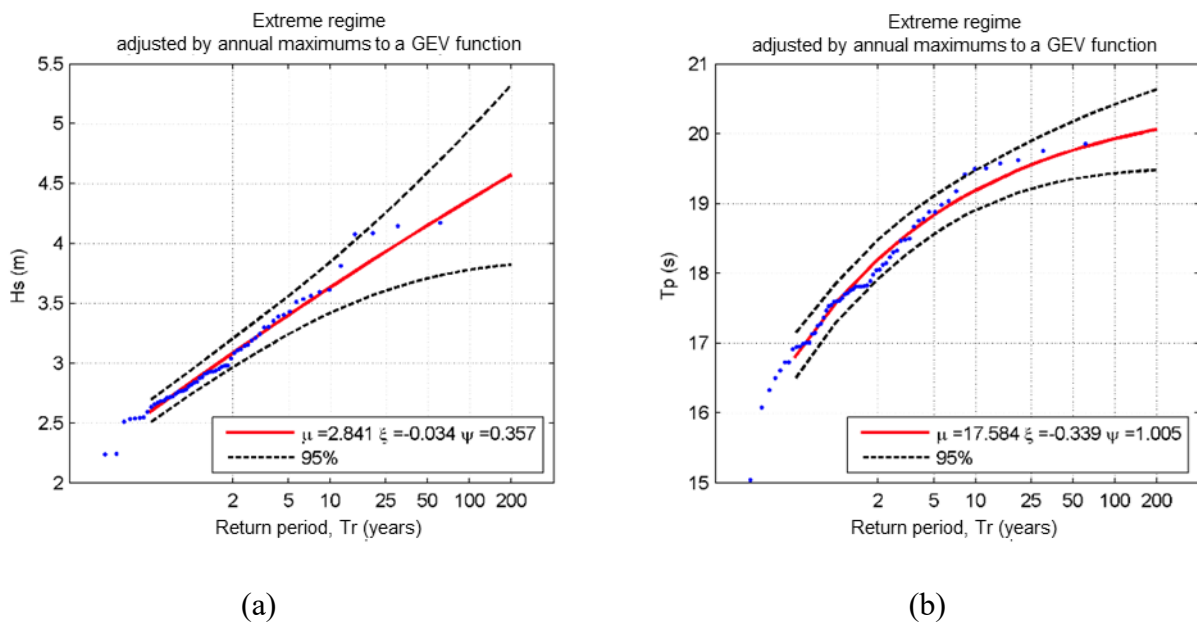 Extreme regime
adjusted by annual maximums to a GEV function
5.5
5
4.5
4
3.5
3
2.5
2
Hs (m)
μ =2.841 ξ =-0.034 ψ =0.357
95%
2 5 10 25 50 100 200
Return period, Tr (years)
(a)
Extreme regime
adjusted by annual maximums to a GEV function
21
20
19
18
17
16
15
Tp (s)
μ =17.584 ξ =-0.339 ψ =1.005
95%
2 5 10 25 50 100 200
Return period, Tr (years)
(b)